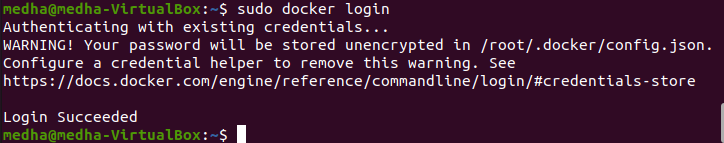 medha@medha-VirtualBox:~$ sudo docker login
Authenticating with existing credentials...
WARNING! Your password will be stored unencrypted in /root/.docker/config.json.
Configure a credential helper to remove this warning. See
https://docs.docker.com/engine/reference/commandline/login/#credentials-store
Login Succeeded
medha@medha-VirtualBox:~$